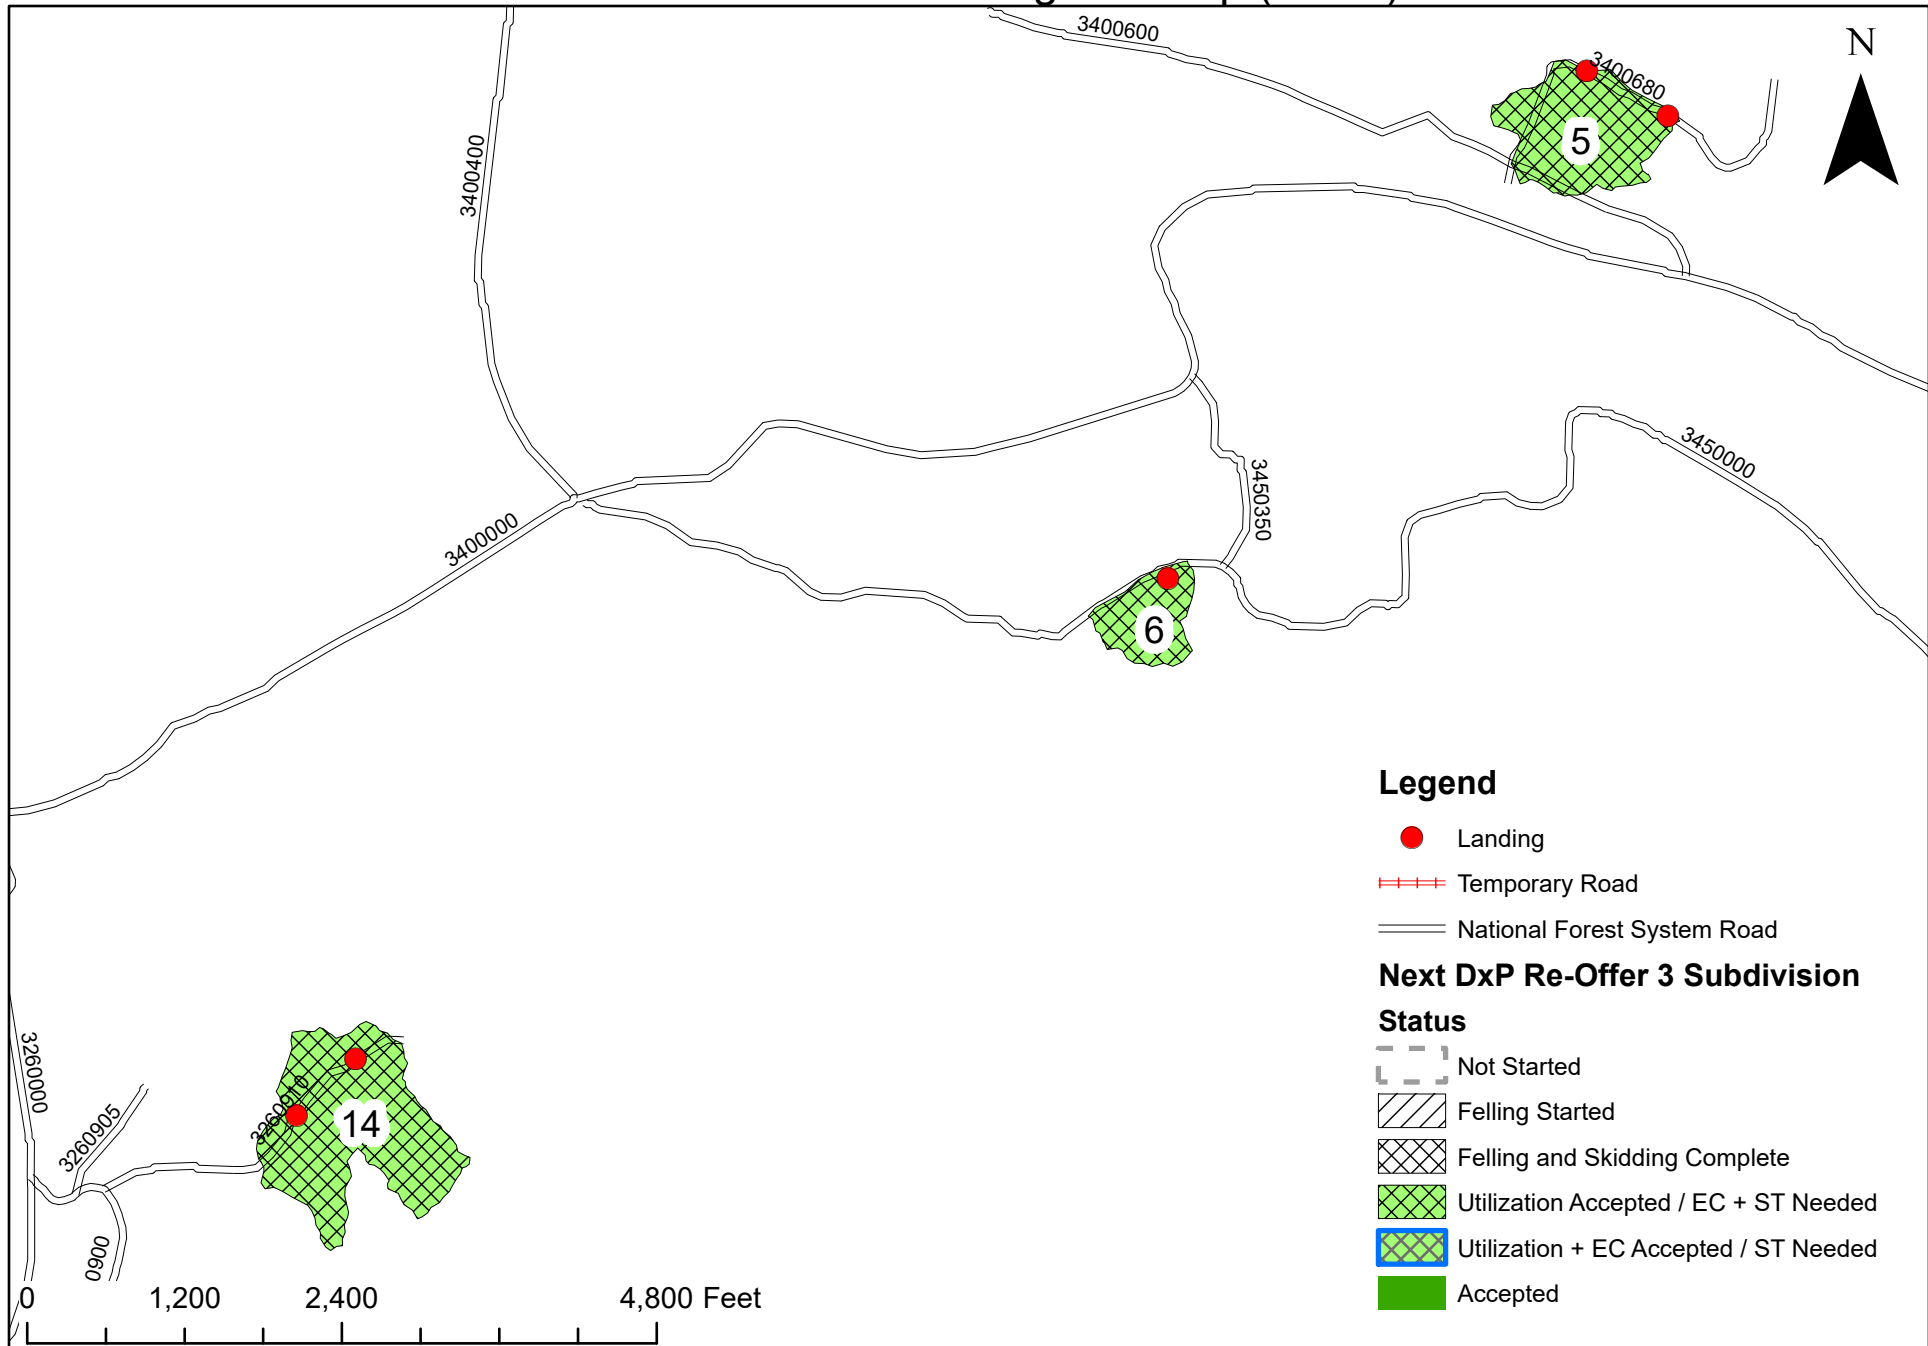 3400600
3400680
N
5
3400400
3450000
3450350
3400000
6
Legend
Landing
Temporary Road
National Forest System Road
Next DxP Re-Offer 3 Subdivision
Status
Not Started
Felling Started
Felling and Skidding Complete
Utilization Accepted / EC + ST Needed
Utilization + EC Accepted / ST Needed
Accepted
3260000
3260905
3260910
14
0900
0 1,200 2,400 4,800 Feet